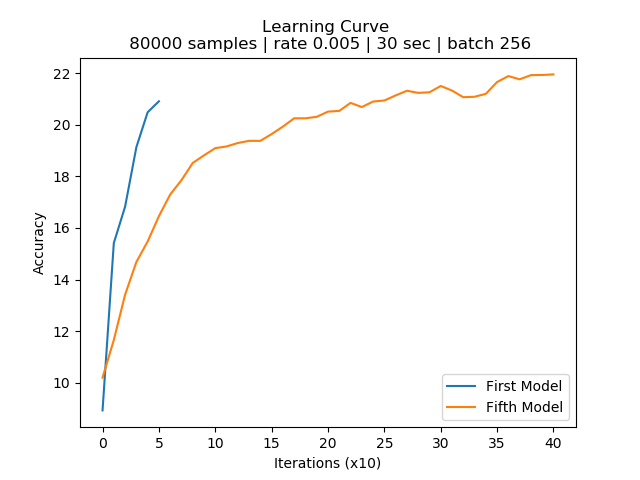 Learning Curve
80000 samples | rate 0.005 | 30 sec | batch 256
Accuracy
22
20
18
16
14
12
10
0 5 10 15 20 25 30 35 40
Iterations (x10)
First Model
Fifth Model